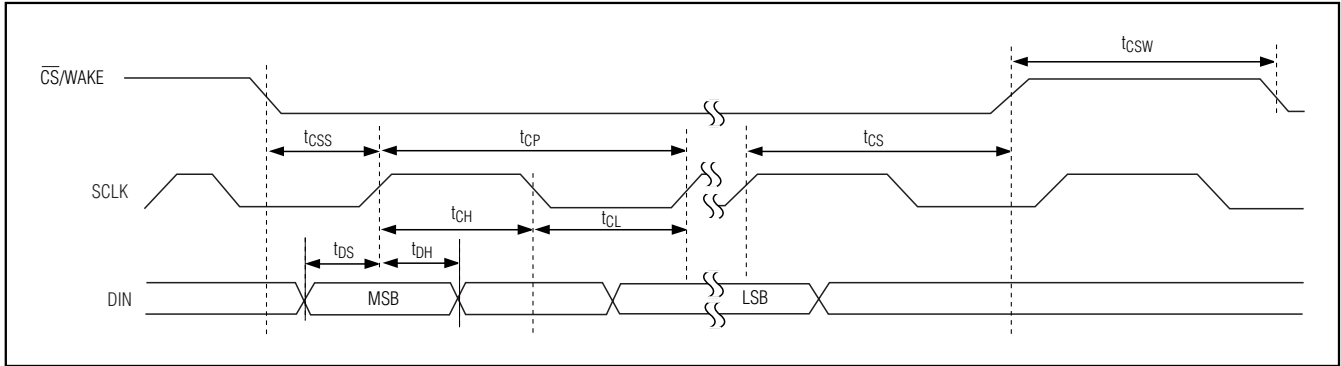 tCSW
CS/WAKE
tCSS
tCP
tCS
SCLK
tCH
tCL
tDS
tDH
DIN
MSB
LSB